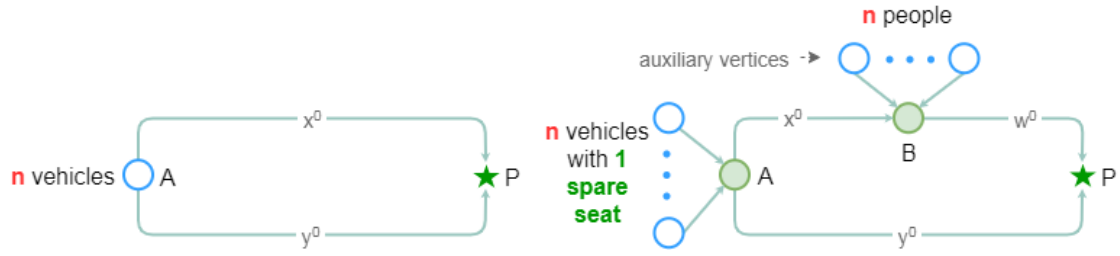 x⁰
n vehicles
A
P
y⁰
n people
auxiliary vertices
n vehicles
with 1
spare
seat
x⁰
w⁰
B
A
P
y⁰